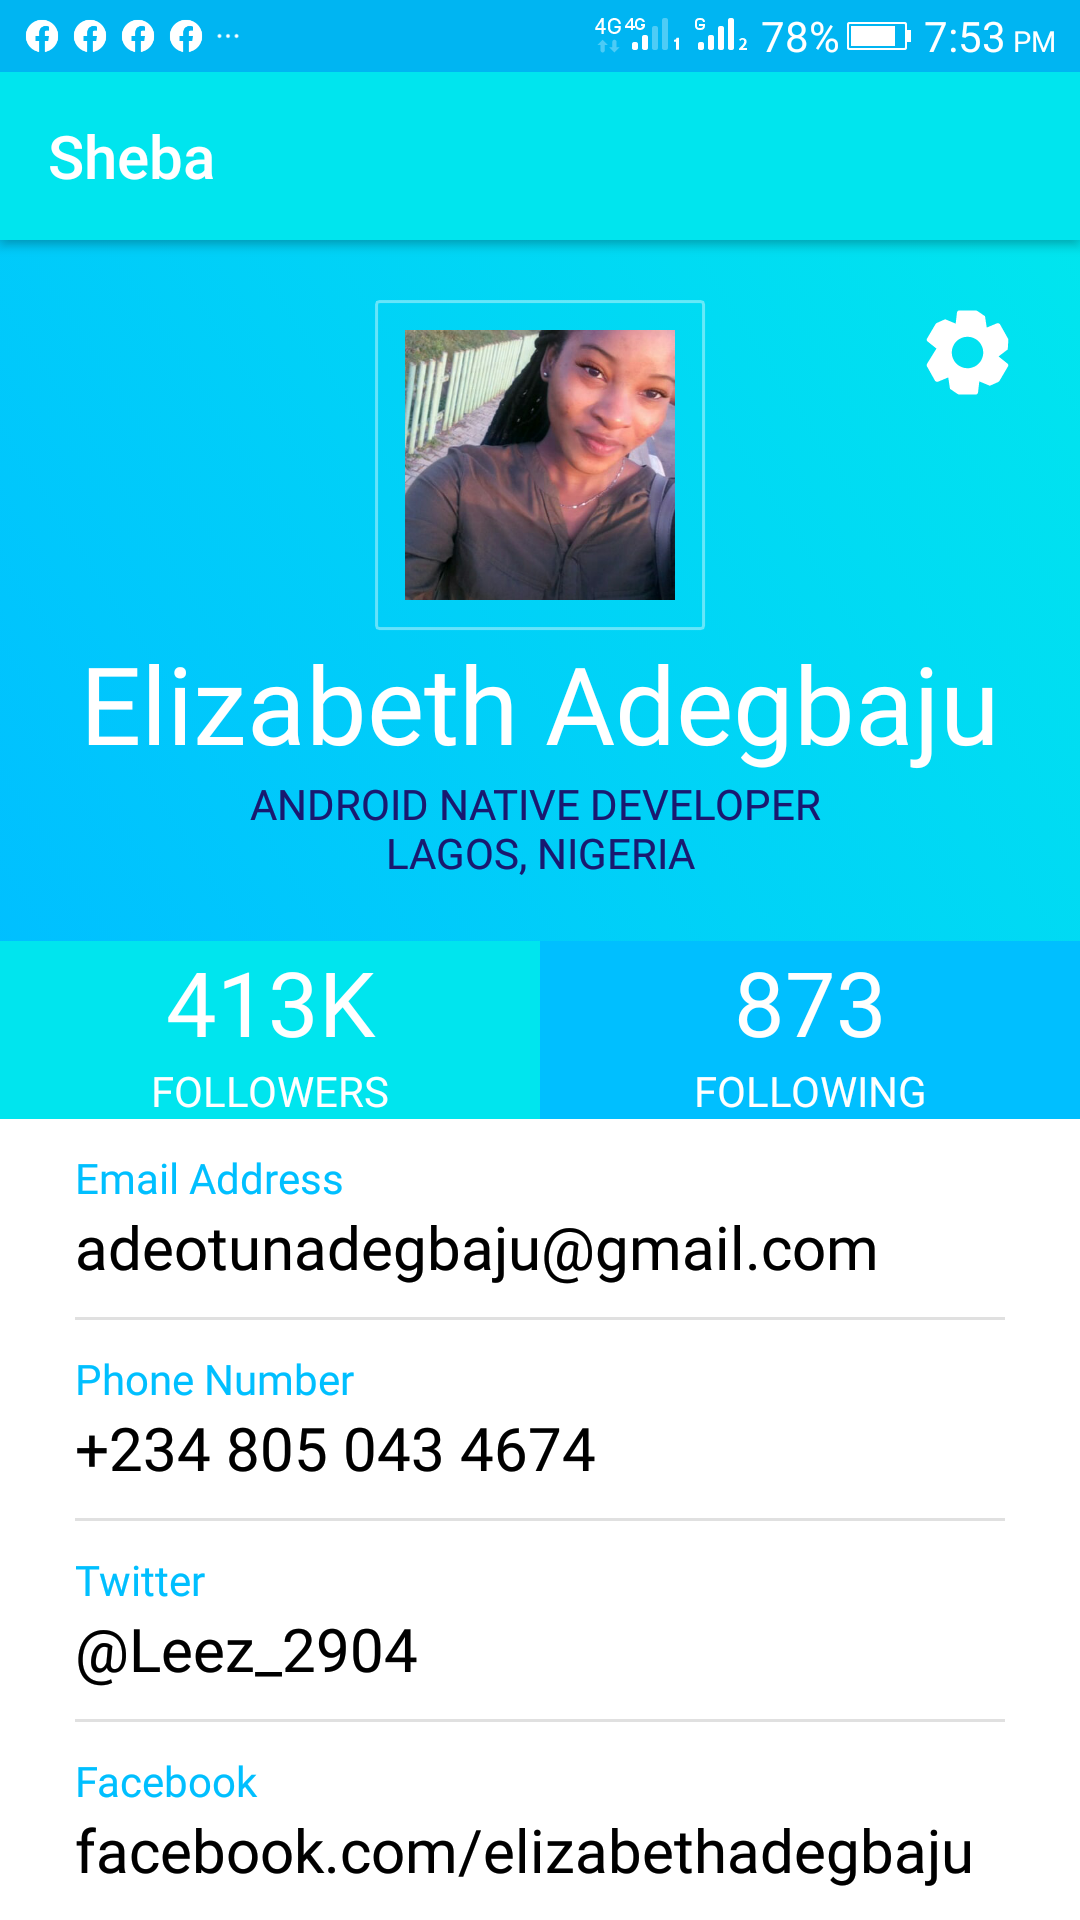 4G 4G 1 G 2 78% 7:53 PM
Sheba
Elizabeth Adegbaju
ANDROID NATIVE DEVELOPER
LAGOS, NIGERIA
413K
FOLLOWERS
873
FOLLOWING
Email Address
adeotunadegbaju@gmail.com
Phone Number
+234 805 043 4674
Twitter
@Leez_2904
Facebook
facebook.com/elizabethadegbaju